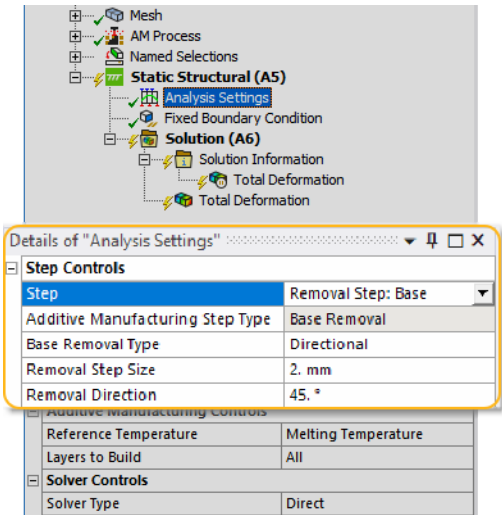 Mesh
AM Process
Named Selections
Static Structural (A5)
Analysis Settings
Fixed Boundary Condition
Solution (A6)
Solution Information
Total Deformation
Total Deformation
Details of "Analysis Settings"
Step Controls
Step Removal Step: Base
Additive Manufacturing Step Type Base Removal
Base Removal Type Directional
Removal Step Size 2. mm
Removal Direction 45. °
Additive Manufacturing Controls
Reference Temperature Melting Temperature
Layers to Build All
Solver Controls
Solver Type Direct